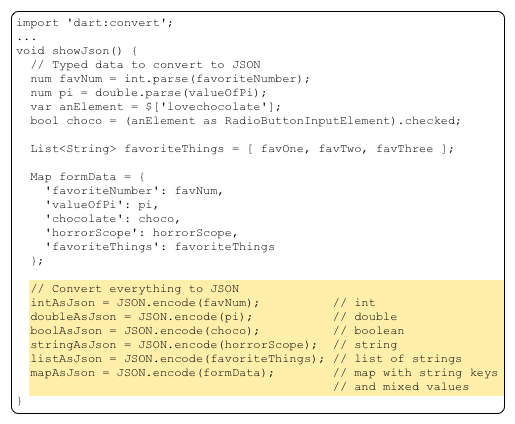 import 'dart:convert';
...
void showJson() {
  // Typed data to convert to JSON
  num favNum = int.parse(favoriteNumber);
  num pi = double.parse(valueOfPi);
  var anElement = $['lovechocolate'];
  bool choco = (anElement as RadioButtonInputElement).checked;

  List<String> favoriteThings = [ favOne, favTwo, favThree ];

  Map formData = {
    'favoriteNumber': favNum,
    'valueOfPi': pi,
    'chocolate': choco,
    'horrorScope': horrorScope,
    'favoriteThings': favoriteThings
  };

  // Convert everything to JSON
  intAsJson = JSON.encode(favNum);          // int
  doubleAsJson = JSON.encode(pi);           // double
  boolAsJson = JSON.encode(choco);          // boolean
  stringAsJson = JSON.encode(horrorScope);  // string
  listAsJson = JSON.encode(favoriteThings); // list of strings
  mapAsJson = JSON.encode(formData);        // map with string keys
                                            // and mixed values
}